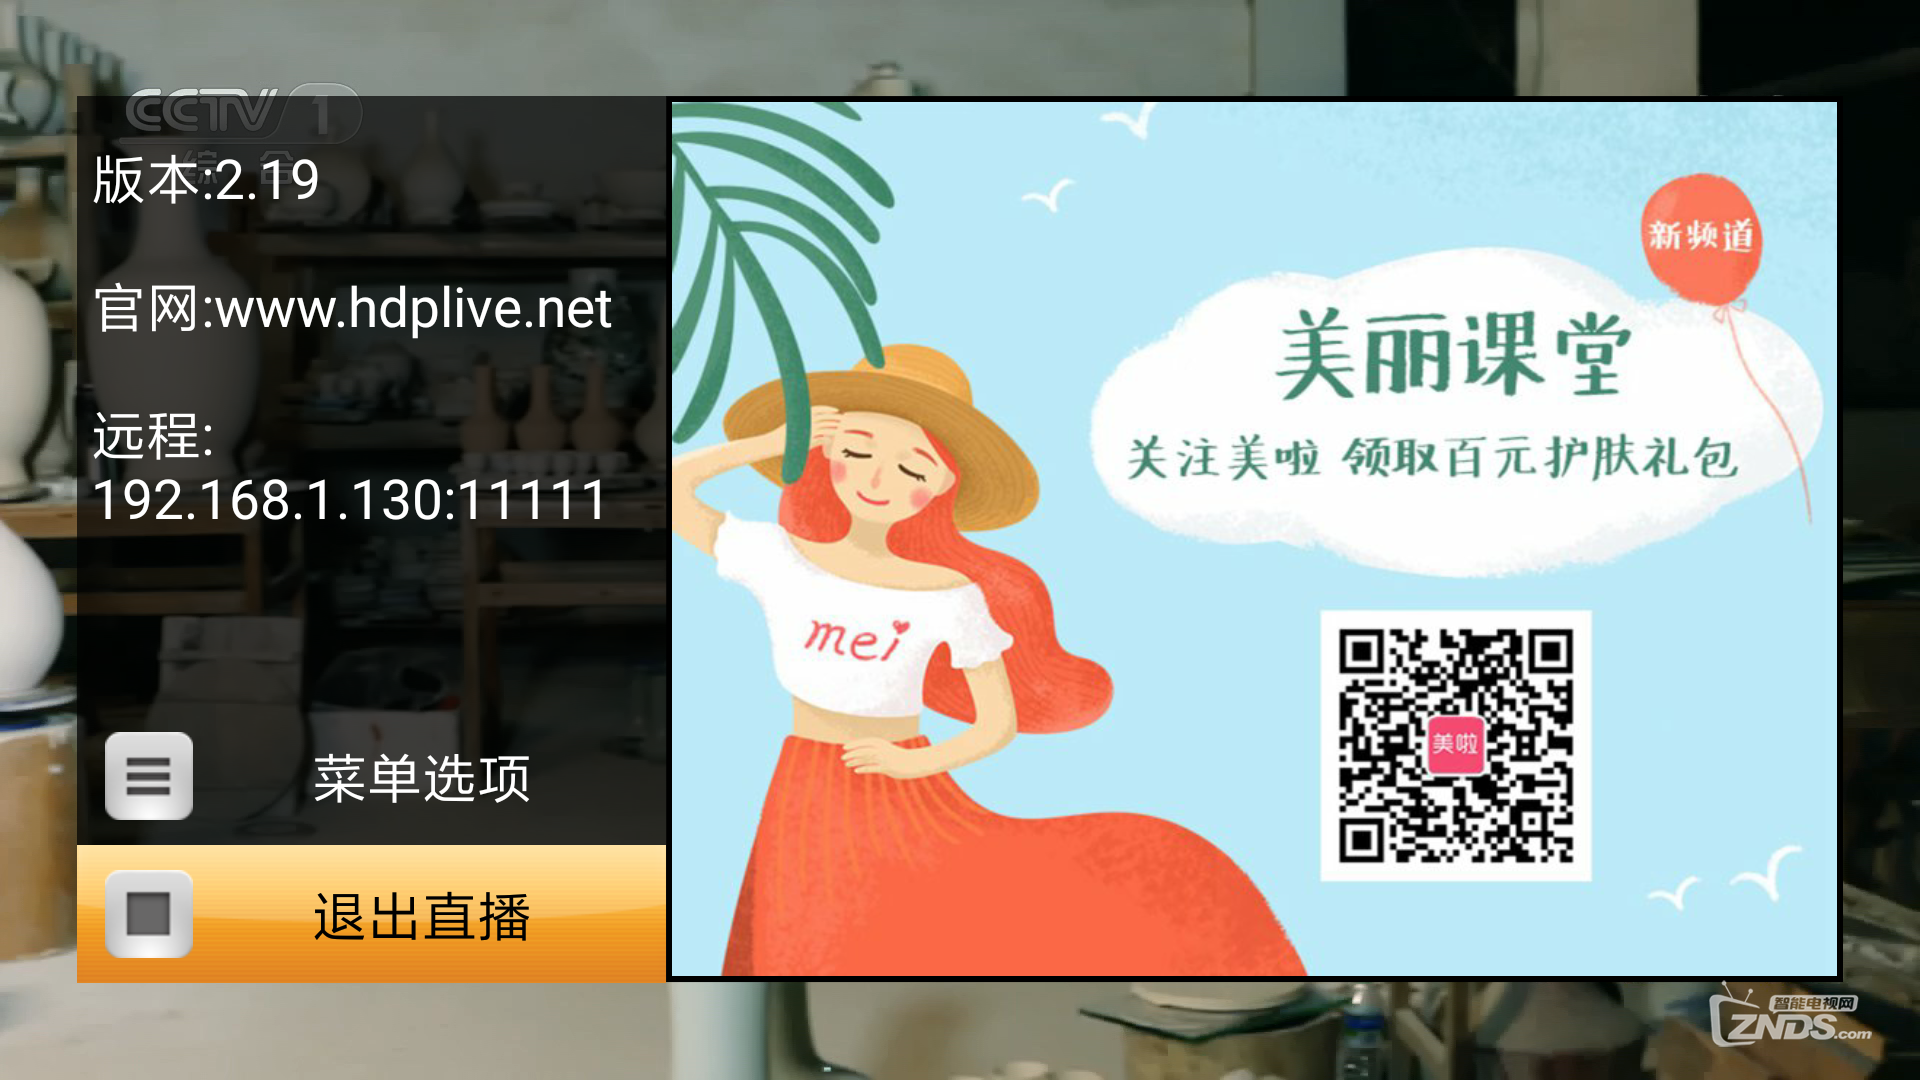 CCTV 1
综合
版本:2.19
官网:www.hdplive.net
远程:
192.168.1.130:11111
菜单选项
退出直播
新频道
美丽课堂
关注美啦 领取百元护肤礼包
mei
美啦
智能电视网
ZNDS.com